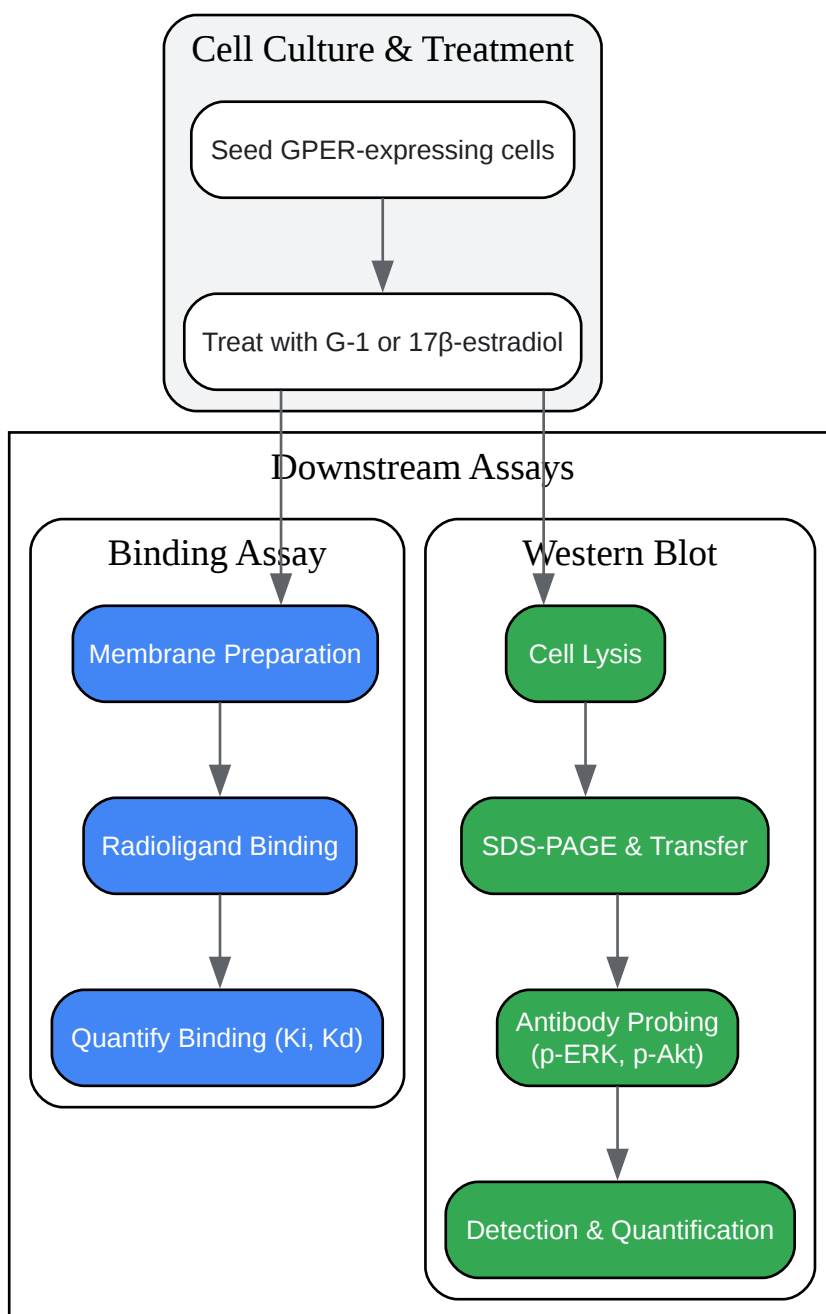 Cell Culture & Treatment
Seed GPER-expressing cells
Treat with G-1 or 17β-estradiol
Downstream Assays
Binding Assay
Membrane Preparation
Radioligand Binding
Quantify Binding (Ki, Kd)
Western Blot
Cell Lysis
SDS-PAGE & Transfer
Antibody Probing
(p-ERK, p-Akt)
Detection & Quantification